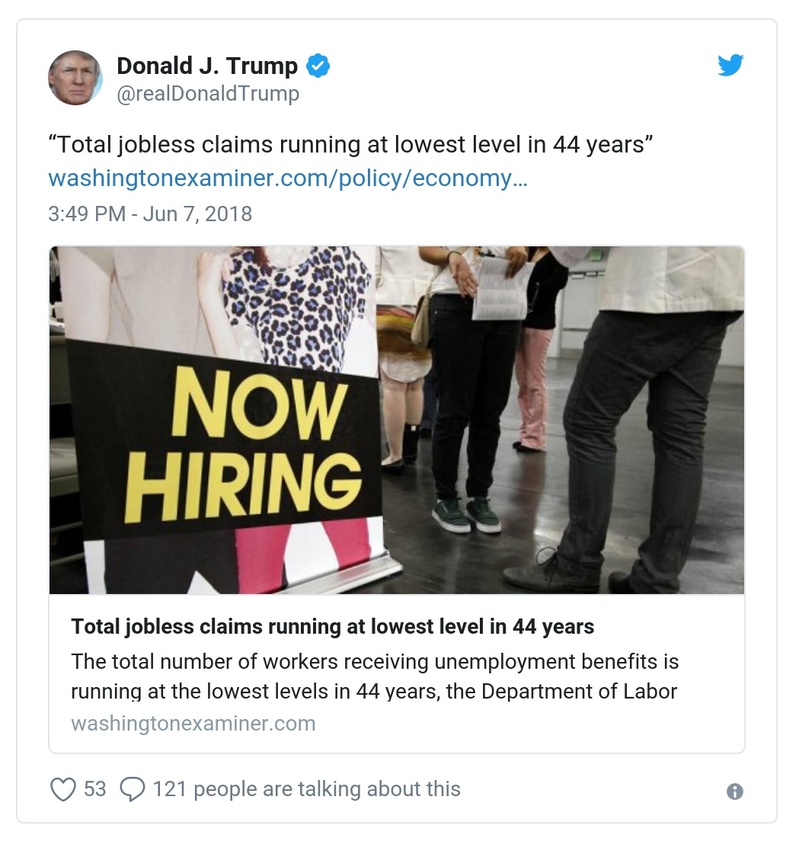 Donald J. Trump
@realDonaldTrump
“Total jobless claims running at lowest level in 44 years”
washingtonexaminer.com/policy/economy…
3:49 PM - Jun 7, 2018
NOW
HIRING
Total jobless claims running at lowest level in 44 years
The total number of workers receiving unemployment benefits is
running at the lowest levels in 44 years, the Department of Labor
washingtonexaminer.com
53 121 people are talking about this